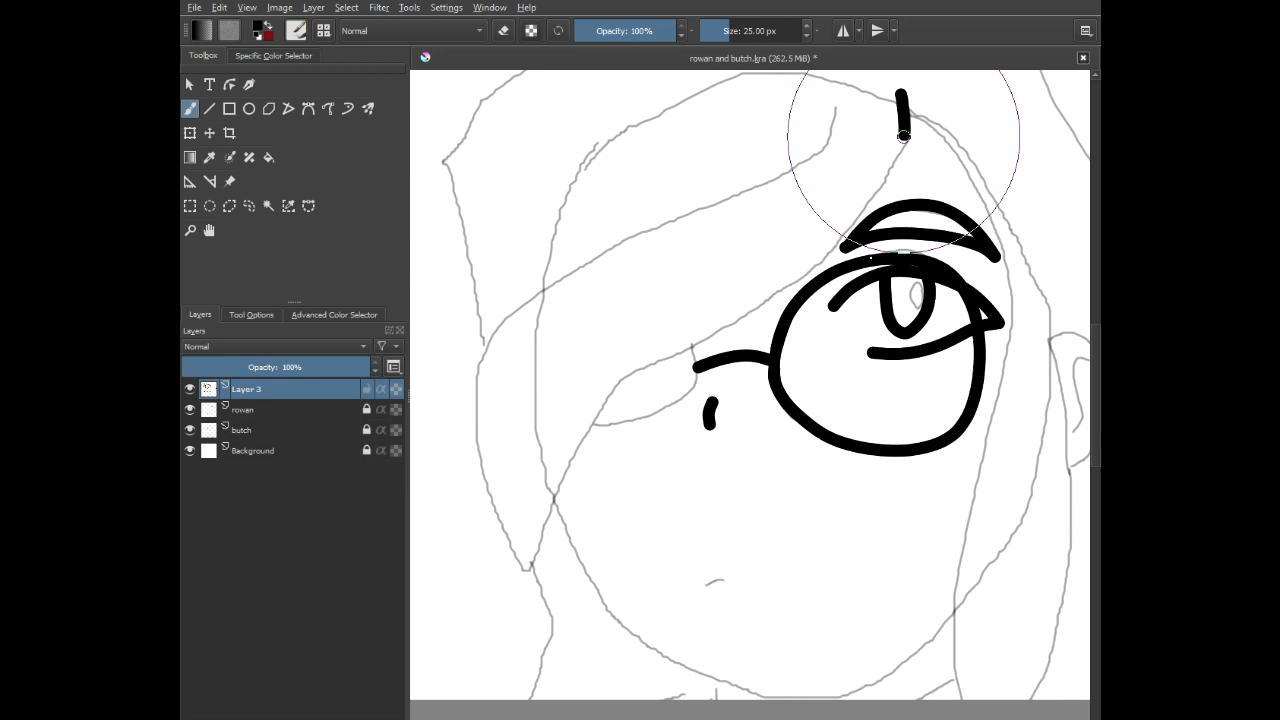 File Edit View Image Layer Select Filter Tools Settings Window Help
Normal Opacity: 100% Size: 25.00 px
Toolbox Specific Color Selector
rowan and butch.kra (262,5 MiB) *
Layers Tool Options Advanced Color Selector
Layers
Normal
Opacity: 100%
Layer 3
rowan
butch
Background